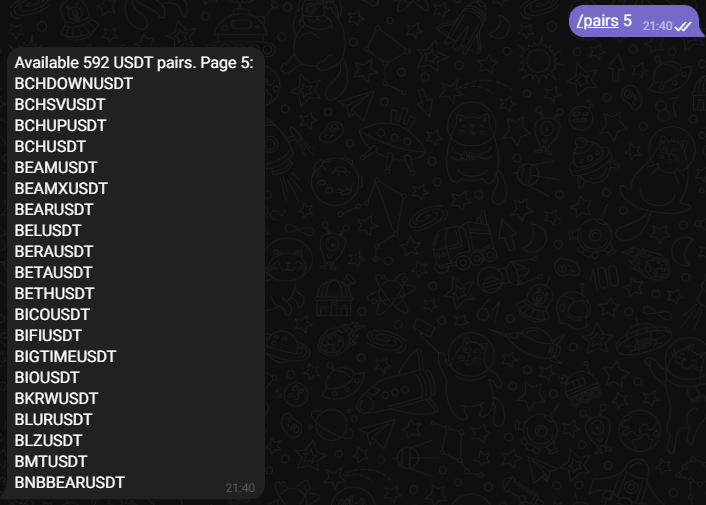 /pairs 5
21:40
Available 592 USDT pairs. Page 5:
BCHDOWNUSDT
BCHSVUSDT
BCHUPUSDT
BCHUSDT
BEAMUSDT
BEAMXUSDT
BEARUSDT
BELUSDT
BERAUSDT
BETAUSDT
BETHUSDT
BICOUSDT
BIFIUSDT
BIGTIMEUSDT
BIOUSDT
BKRWUSDT
BLURUSDT
BLZUSDT
BMTUSDT
BNBBEARUSDT
21:40